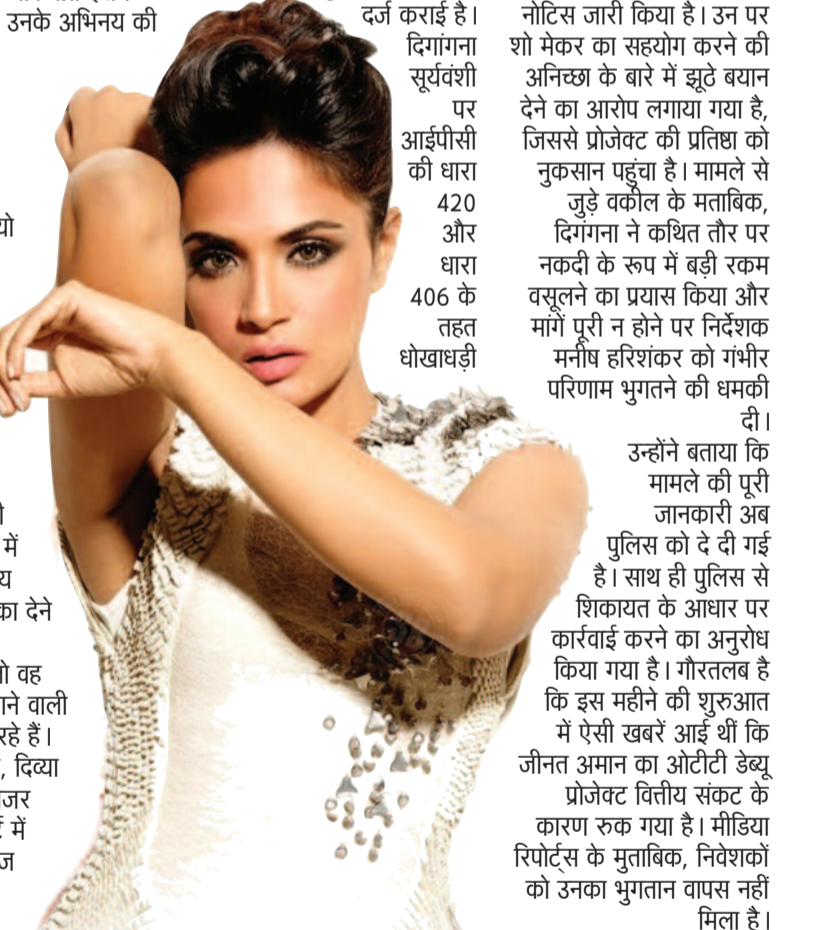 उनके अभिनय की
यो
में
य
का देने
वह
वाली
रहे हैं।
, दिव्या
जर
में
ज
दर्ज कराई है।
दिगांगना
सूर्यवंशी
पर
आईपीसी
की धारा
420
और
धारा
406 के
तहत
धोखाधड़ी
नोटिस जारी किया है। उन पर
शो मेकर का सहयोग करने की
अनिच्छा के बारे में झूठे बयान
देने का आरोप लगाया गया है,
जिससे प्रोजेक्ट की प्रतिष्ठा को
नुकसान पहुंचा है। मामले से
जुड़े वकील के मताबिक,
दिगंगना ने कथित तौर पर
नकदी के रूप में बड़ी रकम
वसूलने का प्रयास किया और
मांगें पूरी न होने पर निर्देशक
मनीष हरिशंकर को गंभीर
परिणाम भुगतने की धमकी
दी।
उन्होंने बताया कि
मामले की पूरी
जानकारी अब
पुलिस को दे दी गई
है। साथ ही पुलिस से
शिकायत के आधार पर
कार्रवाई करने का अनुरोध
किया गया है। गौरतलब है
कि इस महीने की शुरुआत
में ऐसी खबरें आई थीं कि
जीनत अमान का ओटीटी डेब्यू
प्रोजेक्ट वित्तीय संकट के
कारण रुक गया है। मीडिया
रिपोर्ट्स के मुताबिक, निवेशकों
को उनका भुगतान वापस नहीं
मिला है।